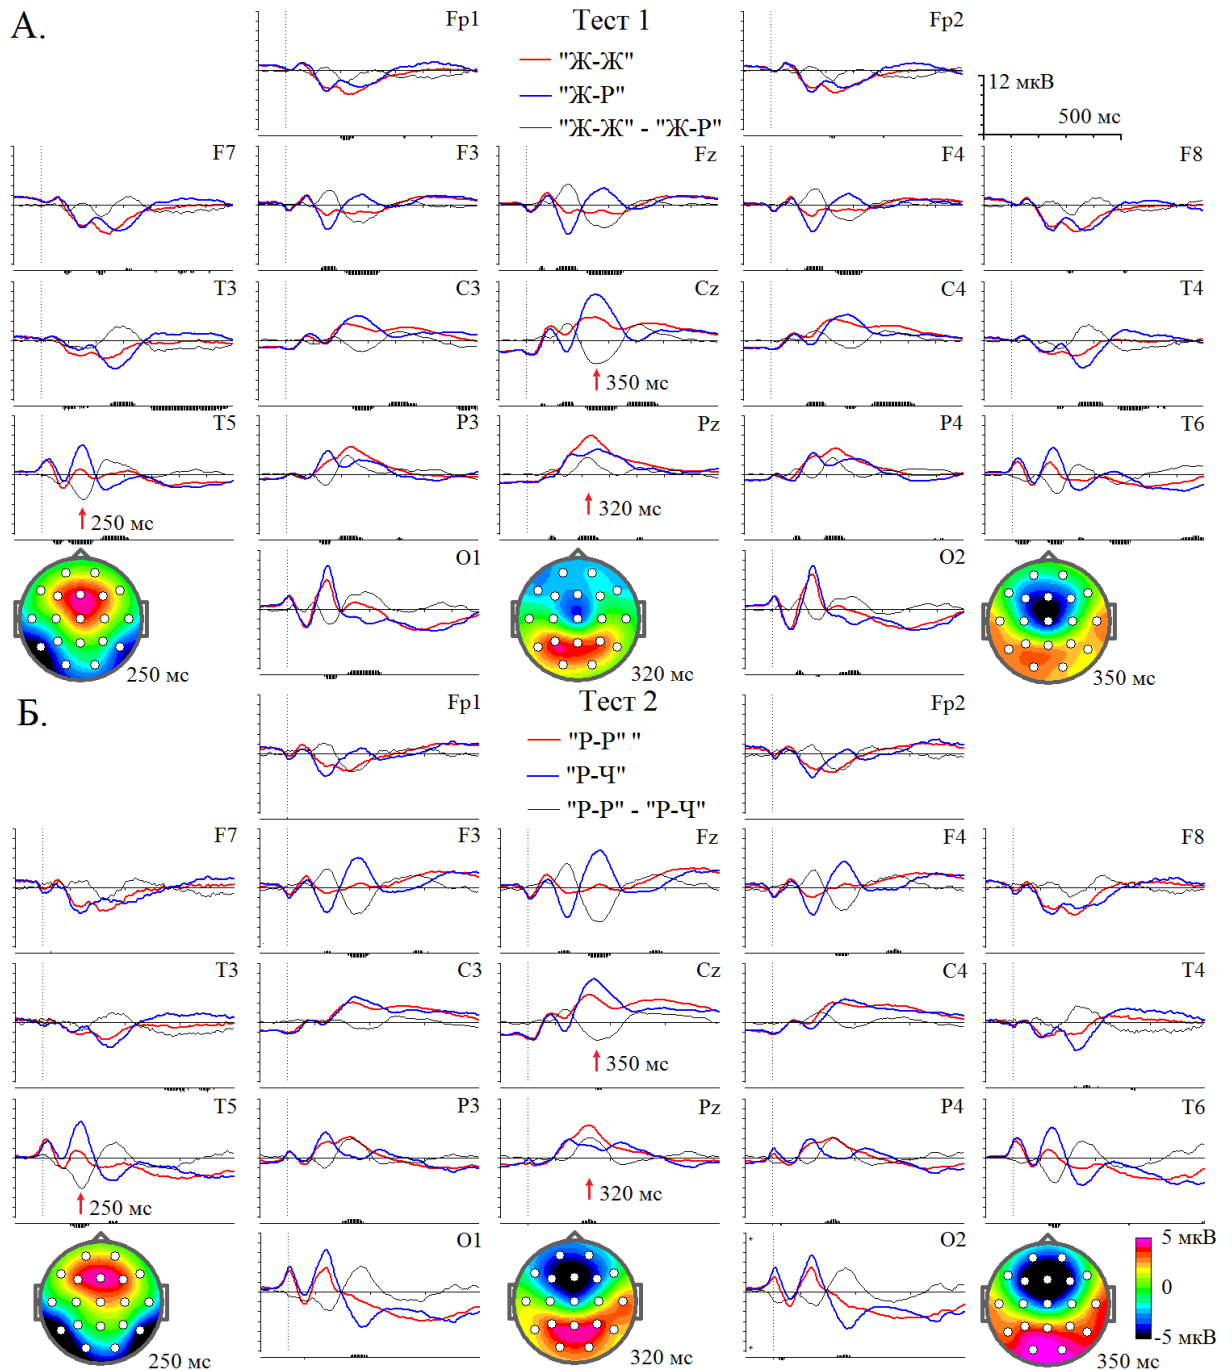 А.
Тест 1
Fp1
Fp2
"Ж-Ж"
"Ж-Р"
"Ж-Ж" - "Ж-Р"
12 мкВ
500 мс
F7
F3
Fz
F4
F8
T3
C3
Cz
C4
T4
350 мс
T5
P3
Pz
P4
T6
250 мс
320 мс
O1
O2
250 мс
320 мс
350 мс
Б.
Тест 2
Fp1
Fp2
"Р-Р" "
"Р-Ч"
"Р-Р" - "Р-Ч"
F7
F3
Fz
F4
F8
T3
C3
Cz
C4
T4
350 мс
T5
P3
Pz
P4
T6
250 мс
320 мс
O1
O2
5 мкВ
0
-5 мкВ
250 мс
320 мс
350 мс